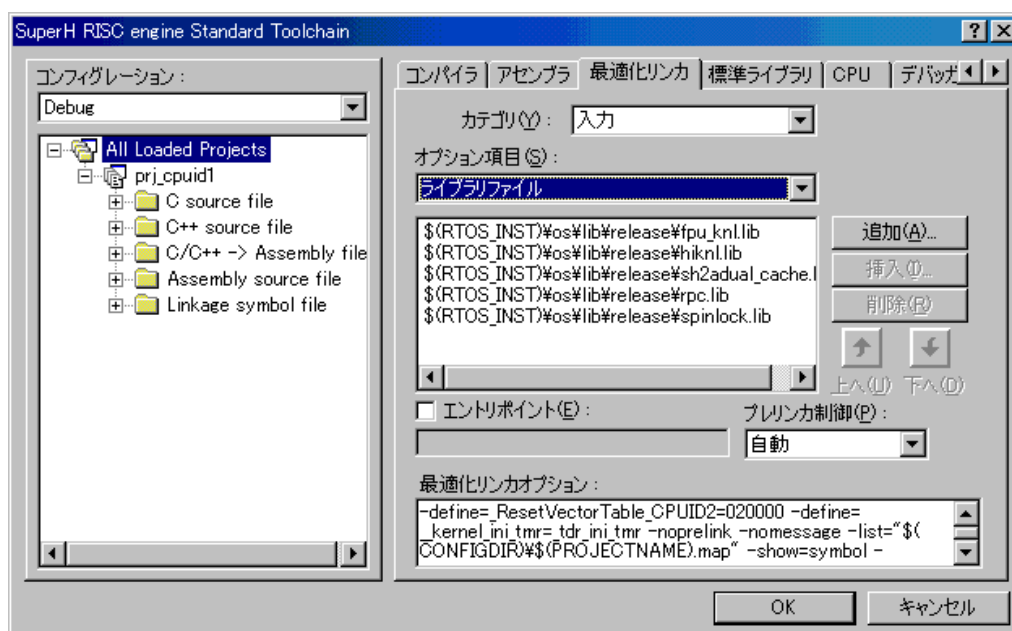 SuperH RISC engine Standard Toolchain
コンフィグレーション :
Debug
All Loaded Projects
prj_cpuid1
C source file
C++ source file
C/C++ -> Assembly file
Assembly source file
Linkage symbol file
コンパイラ
アセンブラ
最適化リンカ
標準ライブラリ
CPU
デバッガ
カテゴリ(Y) :
入力
オプション項目(S) :
ライブラリファイル
$(RTOS_INST)¥os¥lib¥release¥fpu_knl.lib
$(RTOS_INST)¥os¥lib¥release¥hiknl.lib
$(RTOS_INST)¥os¥lib¥release¥sh2adual_cache.l
$(RTOS_INST)¥os¥lib¥release¥rpc.lib
$(RTOS_INST)¥os¥lib¥release¥spinlock.lib
追加(A)...
挿入(I)...
削除(R)
上へ(U)
下へ(D)
エントリポイント(E) :
プレリンカ制御(P) :
自動
最適化リンカオプション :
-define=_ResetVectorTable_CPUID2=020000 -define=
_kernel_ini_tmr=_tdr_ini_tmr -noprelink -nomessage -list="$(
CONFIGDIR)¥$(PROJECTNAME).map" -show=symbol -
OK
キャンセル